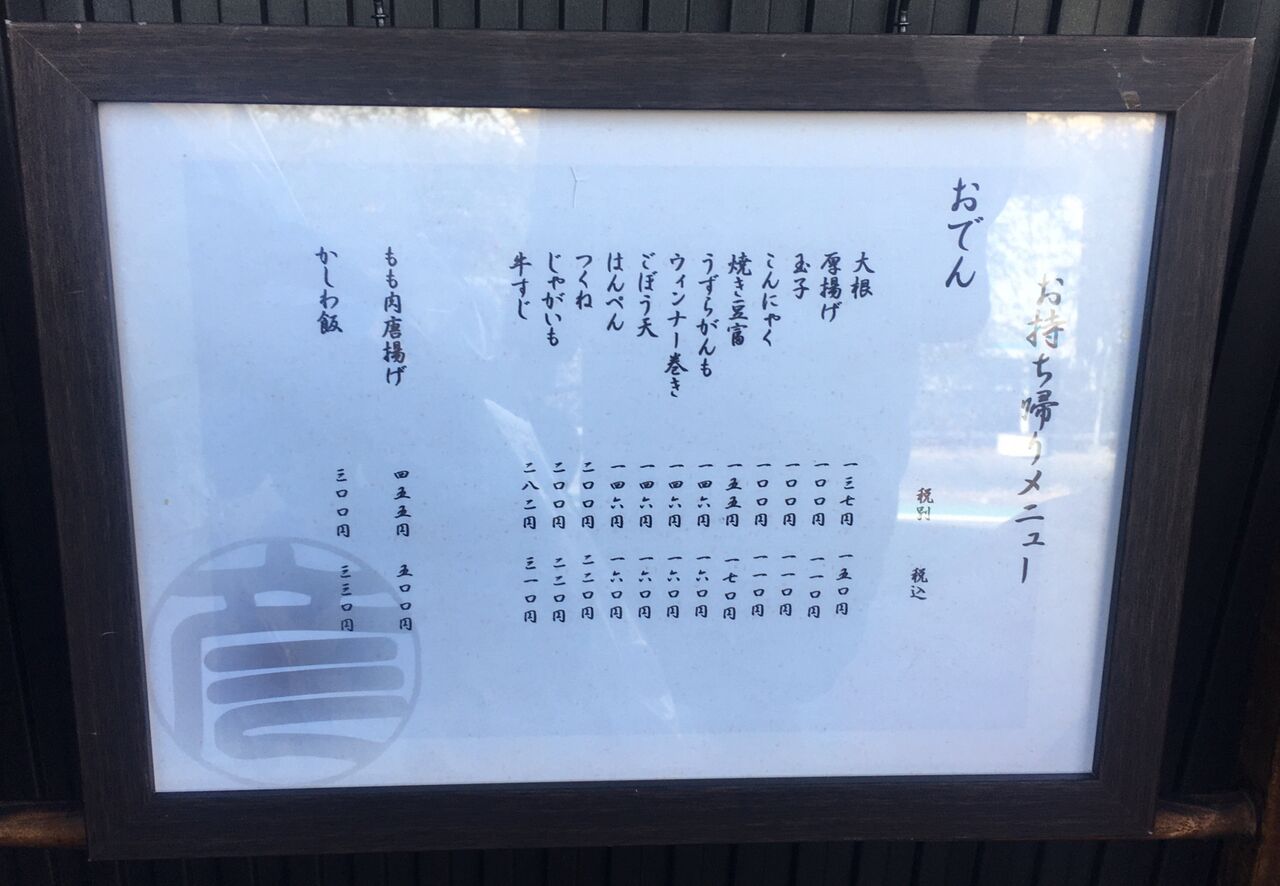 お持ち帰りメニュー
おでん
税別 税込
大根 一三七円 一五〇円
厚揚げ 一〇〇円 一一〇円
玉子 一〇〇円 一一〇円
こんにゃく 一〇〇円 一一〇円
焼き豆富 一五五円 一七〇円
うずらがんも 一四六円 一六〇円
ウィンナー巻き 一四六円 一六〇円
ごぼう天 一四六円 一六〇円
はんぺん 一四六円 一六〇円
つくね 二〇〇円 二二〇円
じゃがいも 二〇〇円 二二〇円
牛すじ 二八二円 三一〇円
もも肉唐揚げ 四五五円 五〇〇円
かしわ飯 三〇〇円 三三〇円